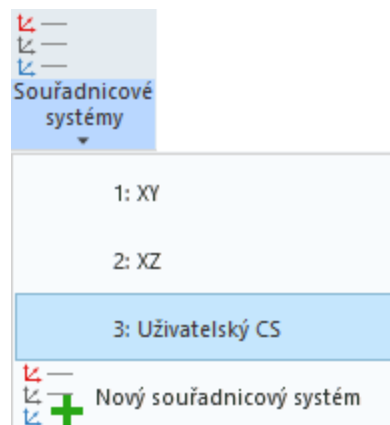 Souřadnicové
systémy
1: XY
2: XZ
3: Uživatelský CS
Nový souřadnicový systém